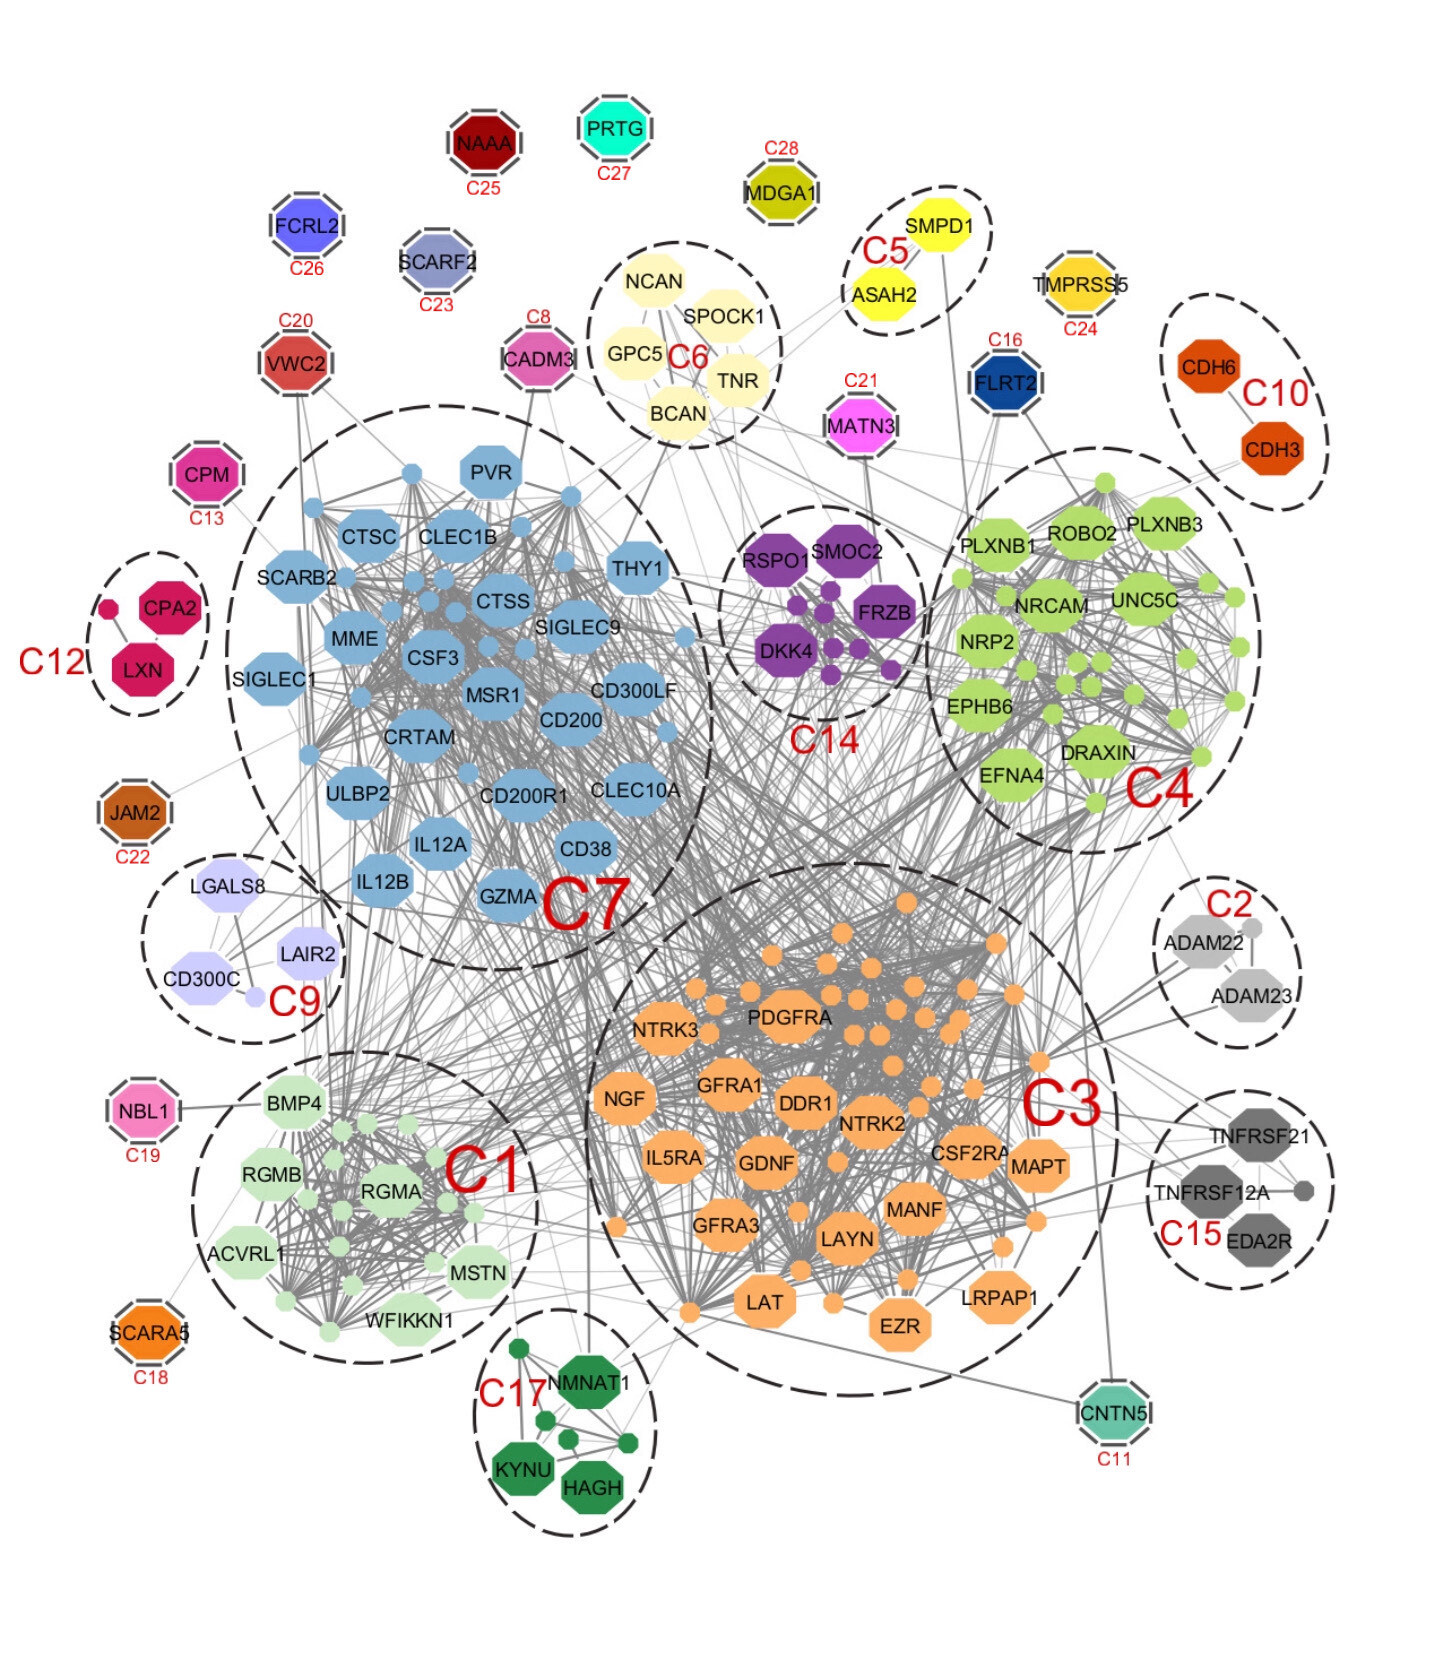 NAAA
C25
PRTG
C27
C28
MDGA1
FCRL2
C26
SCARF2
C23
SMPD1
C5
ASAH2
TMPRSS5
C24
C20
VWC2
C8
CADM3
NCAN
SPOCK1
GPC5
C6
TNR
BCAN
C21
MATN3
C16
FLRT2
CDH6
C10
CDH3
CPM
C13
CPA2
C12
LXN
JAM2
C22
PVR
CTSC
CLEC1B
SCARB2
THY1
CTSS
MME
SIGLEC9
CSF3
SIGLEC1
MSR1
CD300LF
CD200
CRTAM
ULBP2
CD200R1
CLEC10A
IL12A
CD38
IL12B
GZMA
C7
RSPO1
SMOC2
FRZB
DKK4
C14
PLXNB3
ROBO2
PLXNB1
NRCAM
UNC5C
NRP2
EPHB6
DRAXIN
EFNA4
C4
LGALS8
LAIR2
CD300C
C9
C2
ADAM22
ADAM23
NBL1
C19
BMP4
C1
RGMB
RGMA
ACVRL1
MSTN
WFIKKN1
SCARA5
C18
PDGFRA
NTRK3
GFRA1
NGF
DDR1
C3
NTRK2
IL5RA
GDNF
CSF2RA
MAPT
MANF
GFRA3
LAYN
LAT
LRPAP1
EZR
TNFRSF21
TNFRSF12A
C15
EDA2R
C17
NMNAT1
KYNU
HAGH
CNTN5
C11